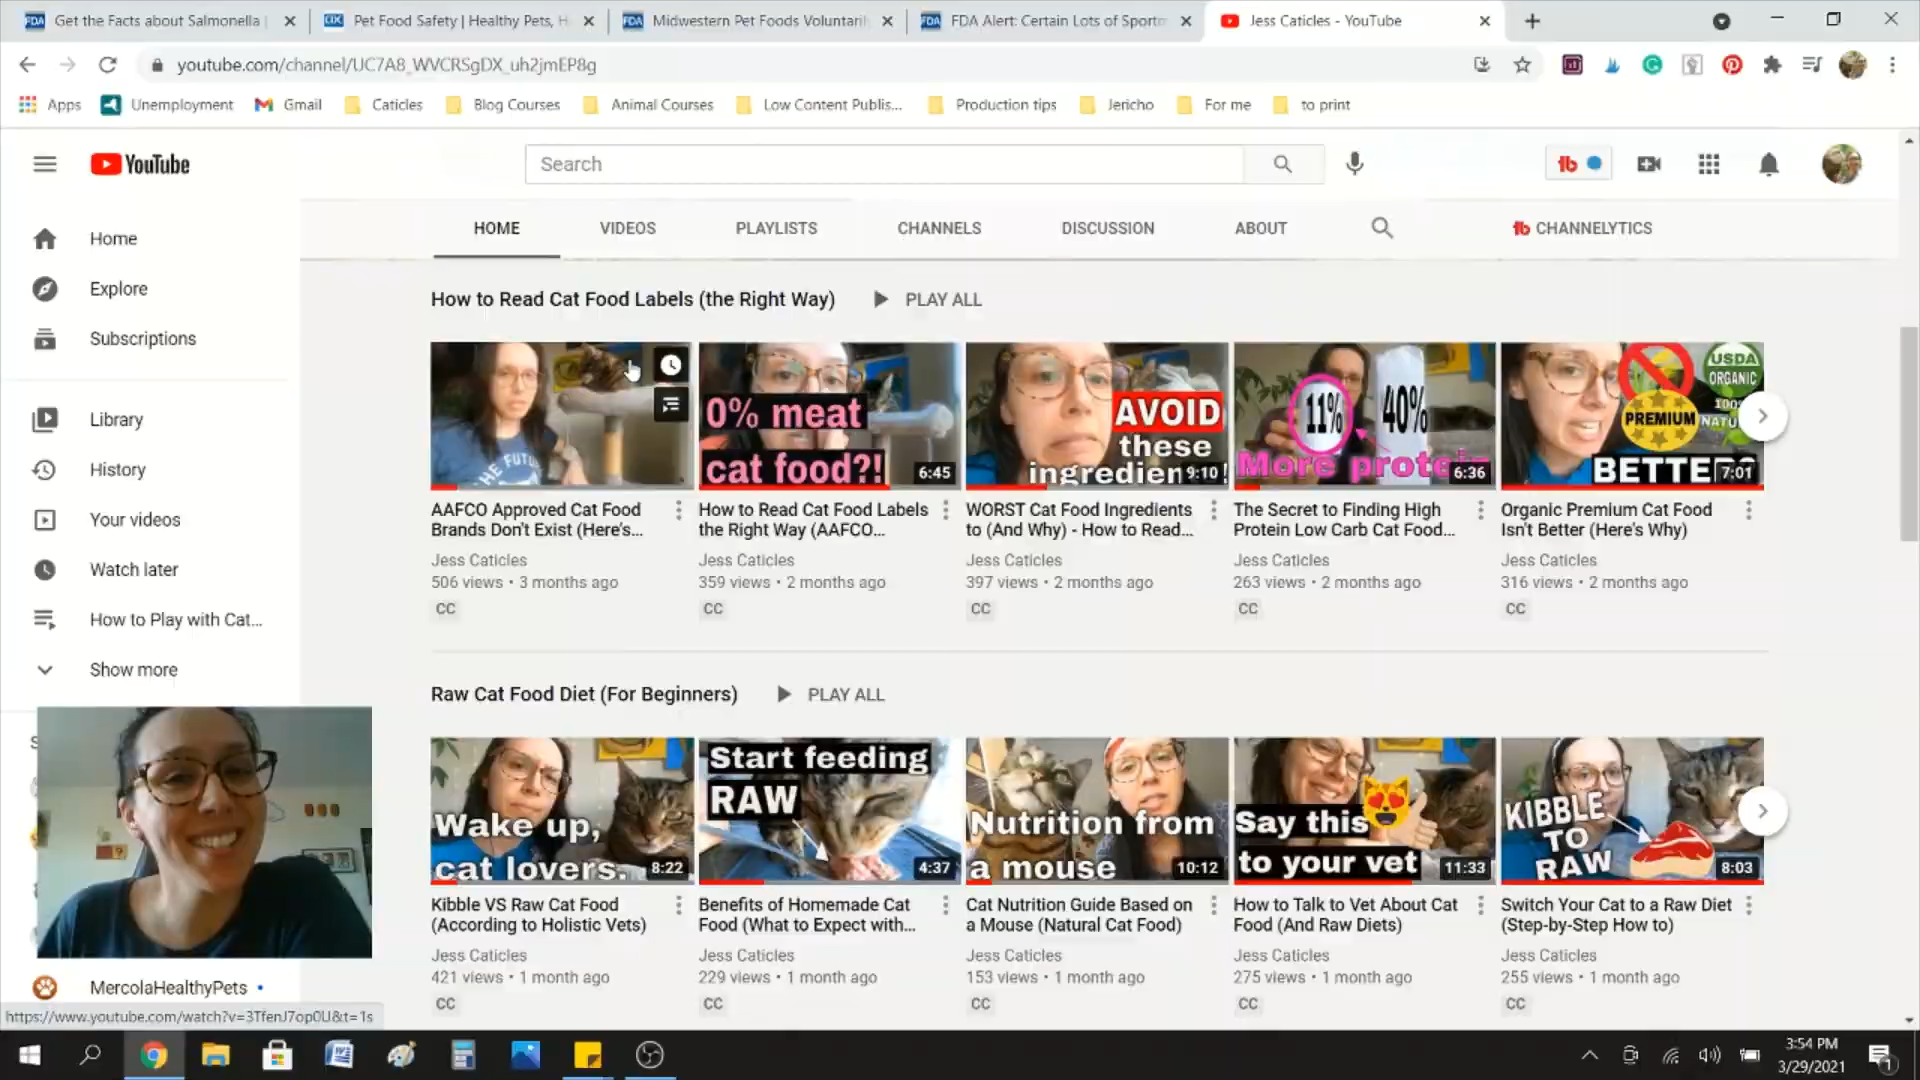 Get the Facts about Salmonella
Pet Food Safety | Healthy Pets, H
Midwestern Pet Foods Voluntaril
FDA Alert: Certain Lots of Sportm
Jess Caticles - YouTube
youtube.com/channel/UC7A8_WVCRSgDX_uh2jmEP8g
Apps
Unemployment
Gmail
Caticles
Blog Courses
Animal Courses
Low Content Publis...
Production tips
Jericho
For me
to print
YouTube
Search
Home
Explore
Subscriptions
Library
History
Your videos
Watch later
How to Play with Cat...
Show more
MercolaHealthyPets
HOME
VIDEOS
PLAYLISTS
CHANNELS
DISCUSSION
ABOUT
CHANNELYTICS
How to Read Cat Food Labels (the Right Way)
PLAY ALL
THE FUTU
AAFCO Approved Cat Food
Brands Don't Exist (Here's...
Jess Caticles
506 views • 3 months ago
CC
0% meat
cat food?!
6:45
How to Read Cat Food Labels
the Right Way (AAFCO...
Jess Caticles
359 views • 2 months ago
CC
AVOID
these
ingredien
9:10
WORST Cat Food Ingredients
to (And Why) - How to Read...
Jess Caticles
397 views • 2 months ago
CC
11%
40%
More prote
6:36
The Secret to Finding High
Protein Low Carb Cat Food...
Jess Caticles
263 views • 2 months ago
CC
USDA
ORGANIC
100%
PREMIUM
NATU
BETTER
7:01
Organic Premium Cat Food
Isn't Better (Here's Why)
Jess Caticles
316 views • 2 months ago
CC
Raw Cat Food Diet (For Beginners)
PLAY ALL
Wake up,
cat lovers.
8:22
Kibble VS Raw Cat Food
(According to Holistic Vets)
Jess Caticles
421 views • 1 month ago
CC
Start feeding
RAW
4:37
Benefits of Homemade Cat
Food (What to Expect with...
Jess Caticles
229 views • 1 month ago
CC
Nutrition from
a mouse
10:12
Cat Nutrition Guide Based on
a Mouse (Natural Cat Food)
Jess Caticles
153 views • 1 month ago
CC
Say this
to your vet
11:33
How to Talk to Vet About Cat
Food (And Raw Diets)
Jess Caticles
275 views • 1 month ago
CC
KIBBLE
TO
RAW
8:03
Switch Your Cat to a Raw Diet
(Step-by-Step How to)
Jess Caticles
255 views • 1 month ago
CC
https://www.youtube.com/watch?v=3TfenJ7op0U&t=1s
3:54 PM
3/29/2021